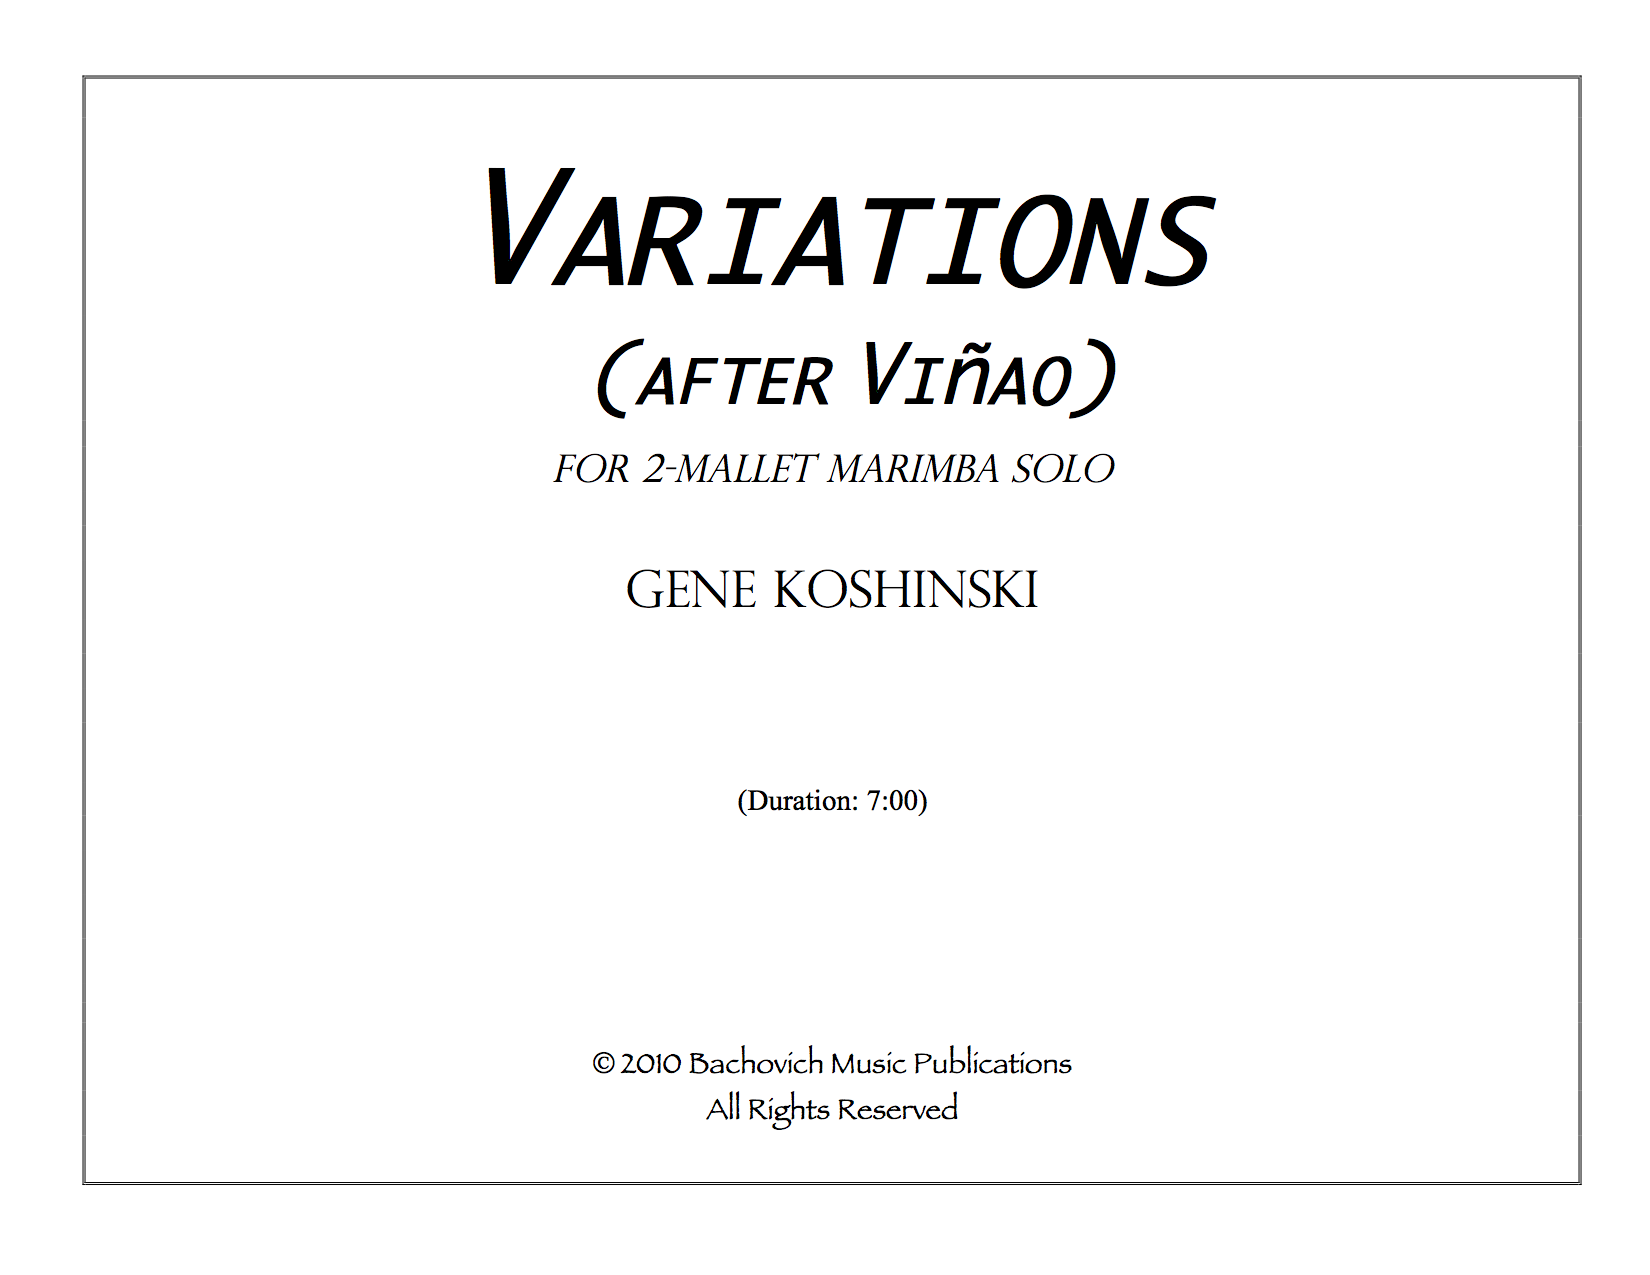 VARIATIONS
(AFTER VIñAO)
FOR 2-MALLET MARIMBA SOLO
GENE KOSHINSKI
(Duration: 7:00)
© 2010 Bachovich Music Publications
All Rights Reserved